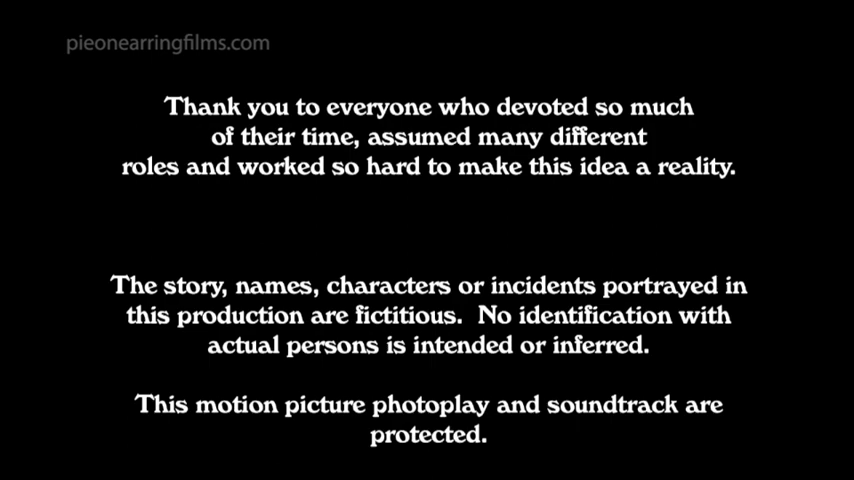 pieonearringfilms.com
Thank you to everyone who devoted so much
of their time, assumed many different
roles and worked so hard to make this idea a reality.
The story, names, characters or incidents portrayed in
this production are fictitious.  No identification with
actual persons is intended or inferred.
This motion picture photoplay and soundtrack are
protected.